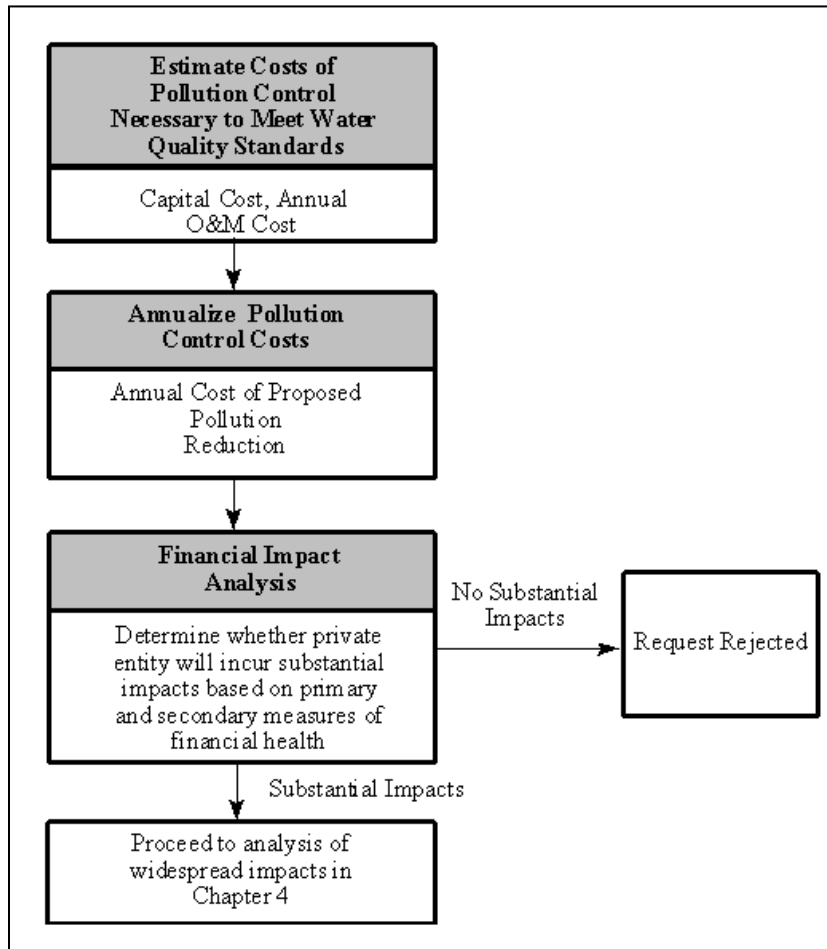 Estimate Costs of
Pollution Control
Necessary to Meet Water
Quality Standards
Capital Cost, Annual
O&M Cost
Annualize Pollution
Control Costs
Annual Cost of Proposed
Pollution
Reduction
Financial Impact
Analysis
Determine whether private
entity will incur substantial
impacts based on primary
and secondary measures of
financial health
No Substantial
Impacts
Request Rejected
Substantial Impacts
Proceed to analysis of
widespread impacts in
Chapter 4